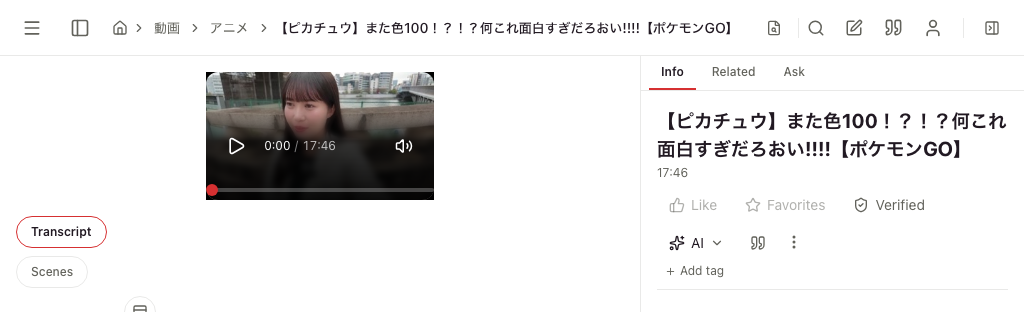 動画
アニメ
【ピカチュウ】また色100！？！？何これ面白すぎだろおい!!!!【ポケモンGO】
0:00 / 17:46
Transcript
Scenes
Info
Related
Ask
【ピカチュウ】また色100！？！？何これ
面白すぎだろおい!!!!【ポケモンGO】
17:46
Like
Favorites
Verified
AI
+ Add tag